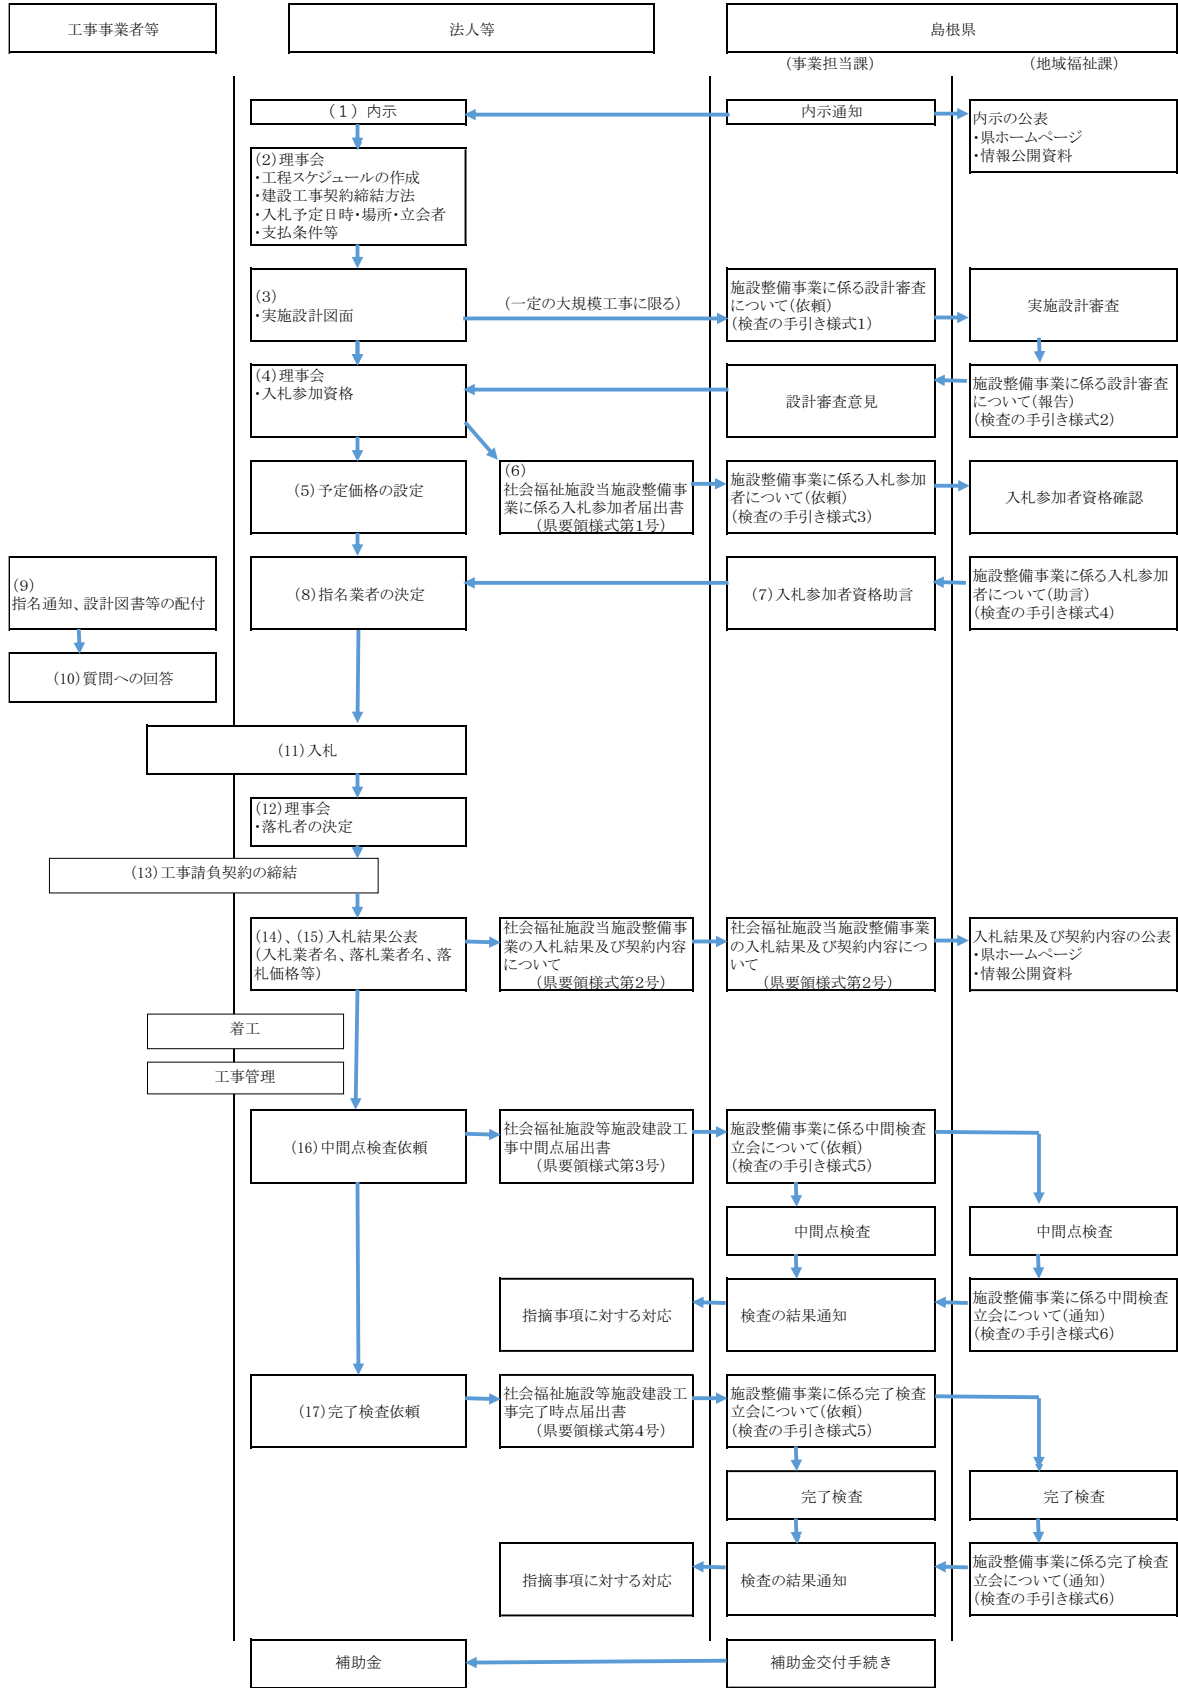 工事事業者等
法人等
島根県
(事業担当課)
(地域福祉課)
(1)内示
内示通知
内示の公表
・県ホームページ
・情報公開資料
(2)理事会
・工程スケジュールの作成
・建設工事契約締結方法
・入札予定日時・場所・立会者
・支払条件等
(3)
・実施設計図面
(一定の大規模工事に限る)
施設整備事業に係る設計審査
について(依頼)
(検査の手引き様式1)
実施設計審査
(4)理事会
・入札参加資格
設計審査意見
施設整備事業に係る設計審査
について(報告)
(検査の手引き様式2)
(5)予定価格の設定
(6)
社会福祉施設当施設整備事
業に係る入札参加者届出書
(県要領様式第1号)
施設整備事業に係る入札参加
者について(依頼)
(検査の手引き様式3)
入札参加者資格確認
(9)
指名通知、設計図書等の配付
(8)指名業者の決定
(7)入札参加者資格助言
施設整備事業に係る入札参加
者について(助言)
(検査の手引き様式4)
(10)質問への回答
(11)入札
(12)理事会
・落札者の決定
(13)工事請負契約の締結
(14)、(15)入札結果公表
(入札業者名、落札業者名、落
札価格等)
社会福祉施設当施設整備事
業の入札結果及び契約内容
について
(県要領様式第2号)
社会福祉施設当施設整備事業
の入札結果及び契約内容につ
いて
(県要領様式第2号)
入札結果及び契約内容の公表
・県ホームページ
・情報公開資料
着工
工事管理
(16)中間点検査依頼
社会福祉施設等施設建設工
事中間点届出書
(県要領様式第3号)
施設整備事業に係る中間検査
立会について(依頼)
(検査の手引き様式5)
中間点検査
中間点検査
指摘事項に対する対応
検査の結果通知
施設整備事業に係る中間検査
立会について(通知)
(検査の手引き様式6)
(17)完了検査依頼
社会福祉施設等施設建設工
事完了時点届出書
(県要領様式第4号)
施設整備事業に係る完了検査
立会について(依頼)
(検査の手引き様式5)
完了検査
完了検査
指摘事項に対する対応
検査の結果通知
施設整備事業に係る完了検査
立会について(通知)
(検査の手引き様式6)
補助金
補助金交付手続き